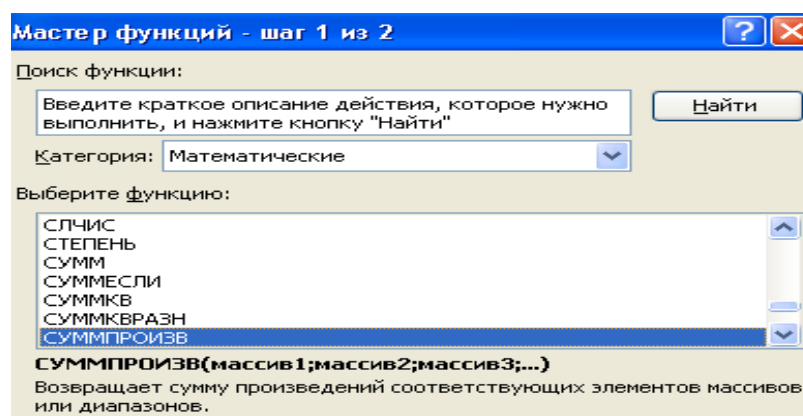 Мастер функций - шаг 1 из 2
Поиск функции:
Введите краткое описание действия, которое нужно
выполнить, и нажмите кнопку "Найти"
Найти
Категория: Математические
Выберите функцию:
СЛЧИС
СТЕПЕНЬ
СУММ
СУММЕСЛИ
СУММКВ
СУММКВРАЗН
СУММПРОИЗВ
СУММПРОИЗВ(массив1;массив2;массив3;...)
Возвращает сумму произведений соответствующих элементов массивов
или диапазонов.